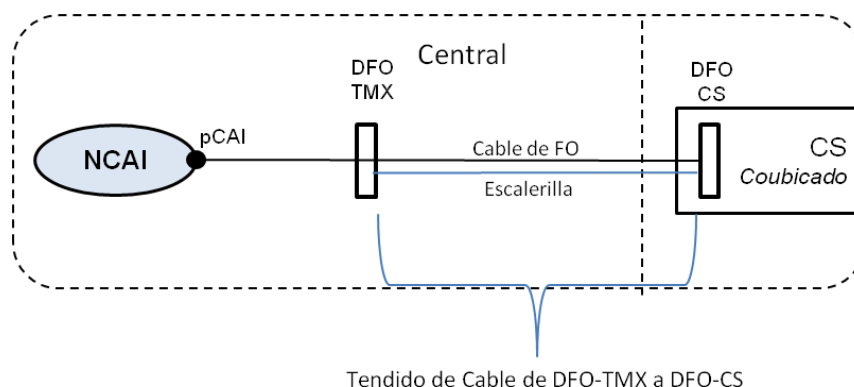 Central
DFO
TMX
DFO
CS
pCAI
NCAI
Cable de FO
Escalerilla
CS
Coubicado
Tendido de Cable de DFO-TMX a DFO-CS